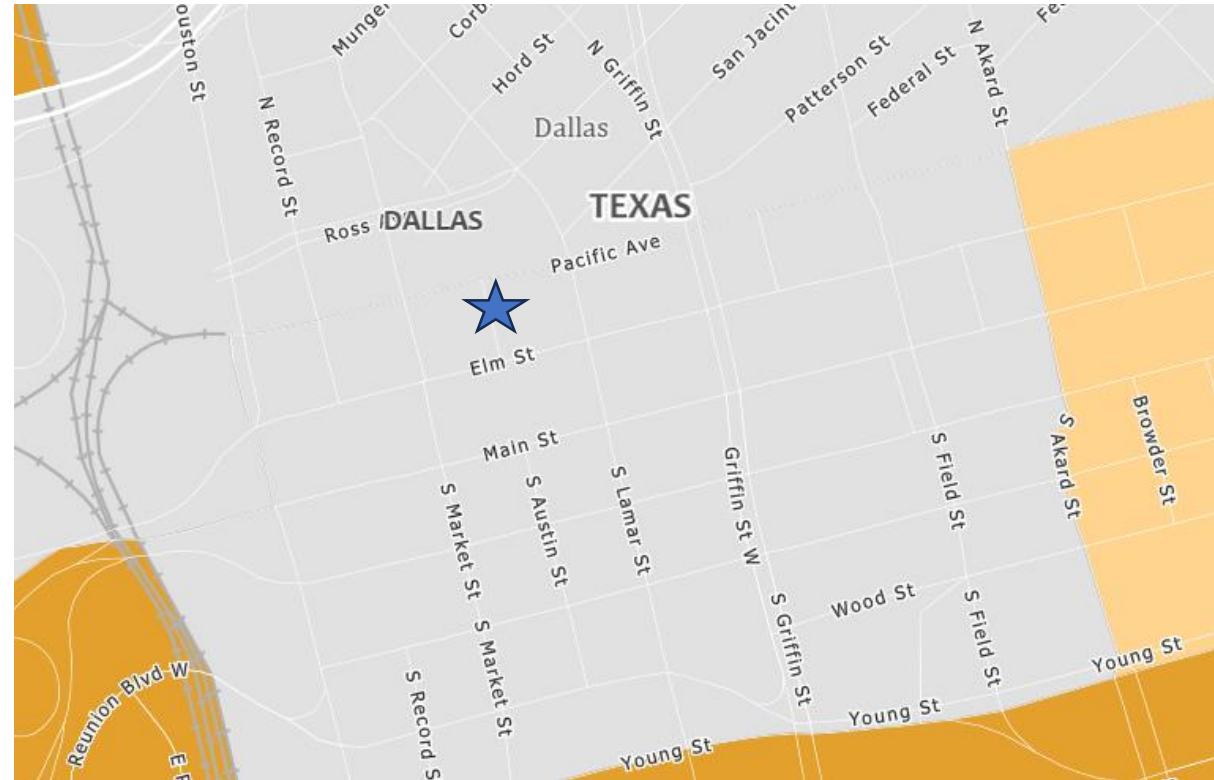 ouston St
Munger
Corb
Hord St
N Griffin St
San Jacint
Patterson St
Federal St
N Akard St
Fe
N Record St
Dallas
TEXAS
Ross
DALLAS
Pacific Ave
Elm St
Main St
S Market St
S Austin St
S Lamar St
Griffin St W
S Field St
S Akard St
Browder St
Wood St
S Griffin St
S Field St
S Market St
S Record S
Reunion Blvd W
Young St
Young St
Young St